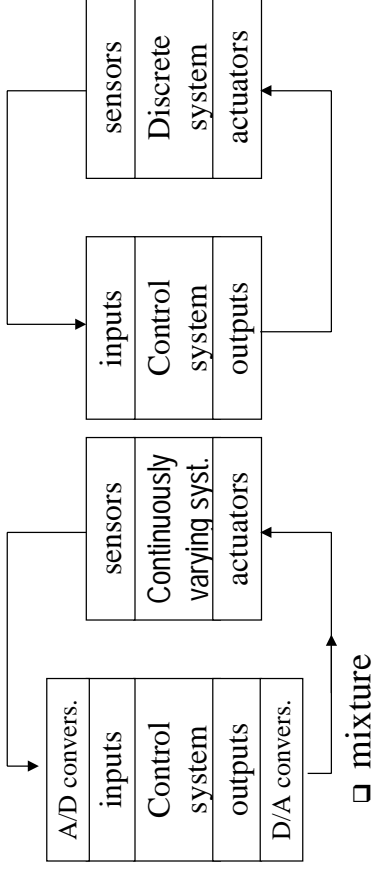 A/D convers.
inputs
Control
system
outputs
D/A convers.
sensors
Continuously
varying syst.
actuators
inputs
Control
system
outputs
sensors
Discrete
system
actuators
❑ mixture